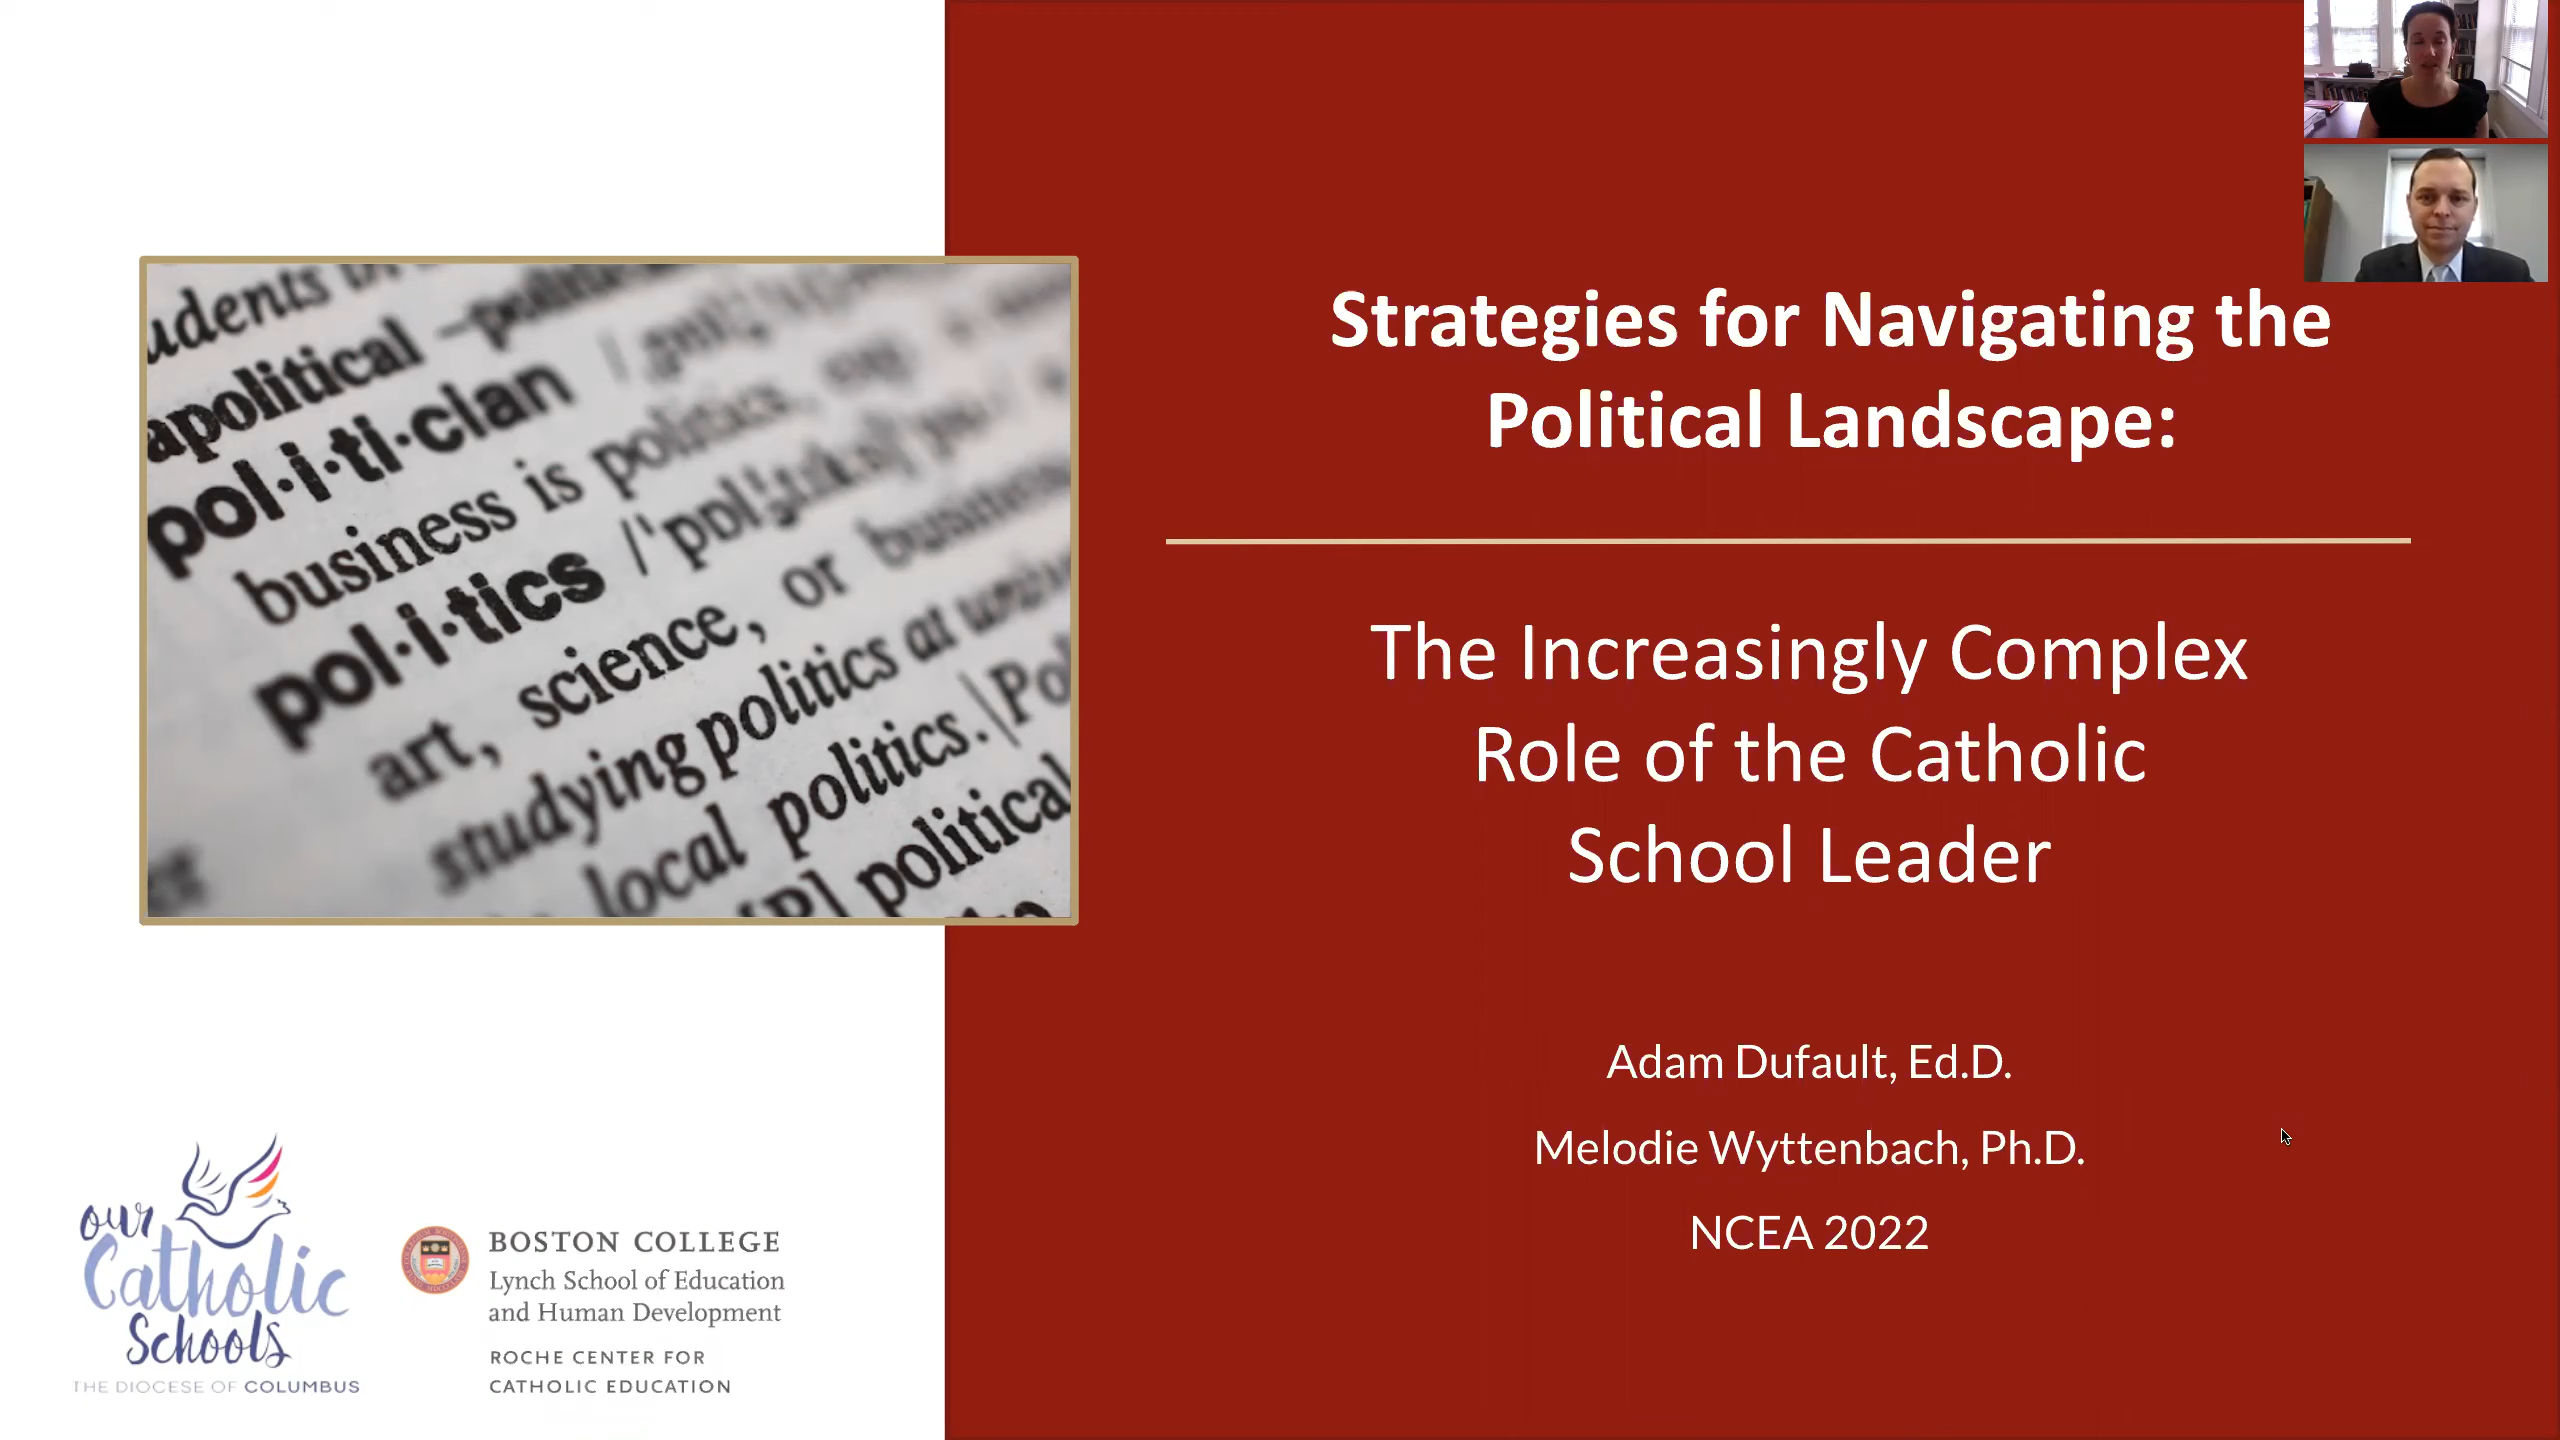 Strategies for Navigating the
Political Landscape:
The Increasingly Complex
Role of the Catholic
School Leader
Adam Dufault, Ed.D.
Melodie Wyttenbach, Ph.D.
NCEA 2022
udents
apolitical –
pol·i·ti·cian
business is politics,
pol·i·tics
art, science, or business
studying politics at
local politics. |Po
[P] political
our
Catholic
Schools
THE DIOCESE OF COLUMBUS
BOSTON COLLEGE
Lynch School of Education
and Human Development
ROCHE CENTER FOR
CATHOLIC EDUCATION